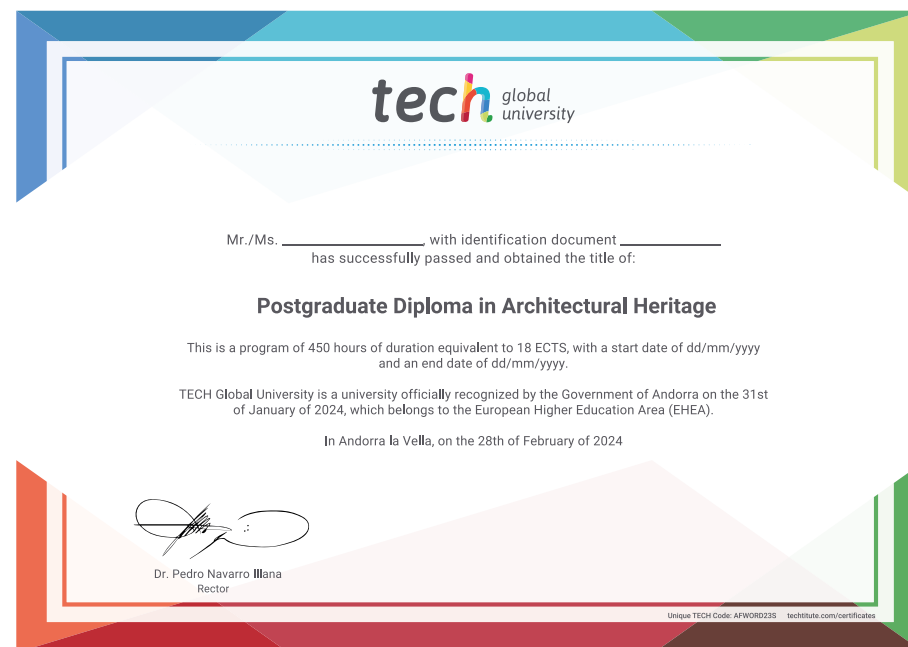 tech global university
Mr./Ms. ____________, with identification document ____________
has successfully passed and obtained the title of:
Postgraduate Diploma in Architectural Heritage
This is a program of 450 hours of duration equivalent to 18 ECTS, with a start date of dd/mm/yyyy
and an end date of dd/mm/yyyy.
TECH Global University is a university officially recognized by the Government of Andorra on the 31st
of January of 2024, which belongs to the European Higher Education Area (EHEA).
In Andorra la Vella, on the 28th of February of 2024
Dr. Pedro Navarro Illana
Rector
Unique TECH Code: AFWORD23S techtitute.com/certificates